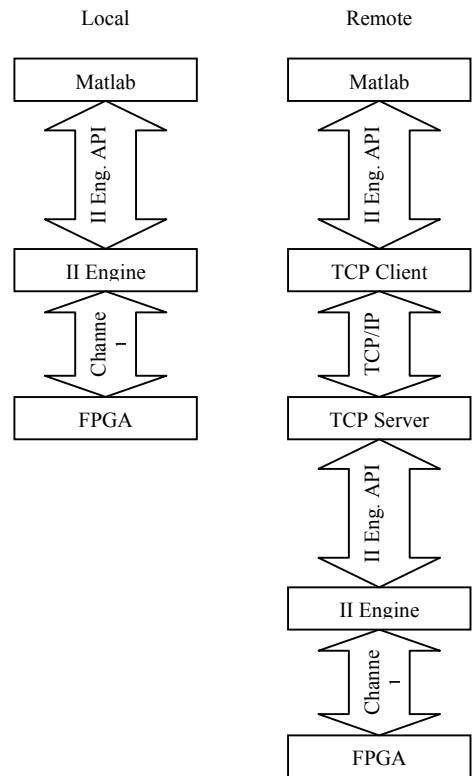 Local
Matlab
II Eng. API
II Engine
Channe
l
FPGA
Remote
Matlab
II Eng. API
TCP Client
TCP/IP
TCP Server
II Eng. API
II Engine
Channe
l
FPGA